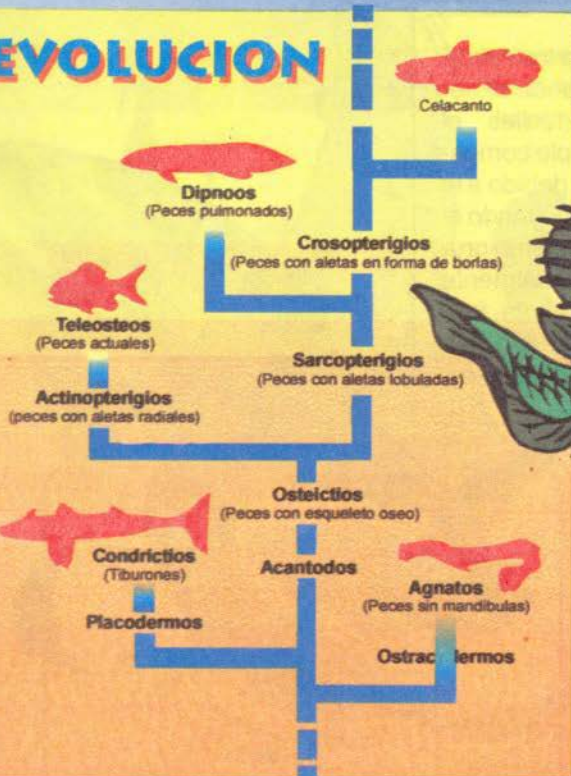 EVOLUCION
Celacanto
Dipnoos
(Peces pulmonados)
Crosopterigios
(Peces con aletas en forma de borlas)
Teleosteos
(Peces actuales)
Sarcopterigios
(Peces con aletas lobuladas)
Actinopterigios
(peces con aletas radiales)
Osteictios
(Peces con esqueleto oseo)
Condrictios
(Tiburones)
Acantodos
Agnatos
(Peces sin mandibulas)
Placodermos